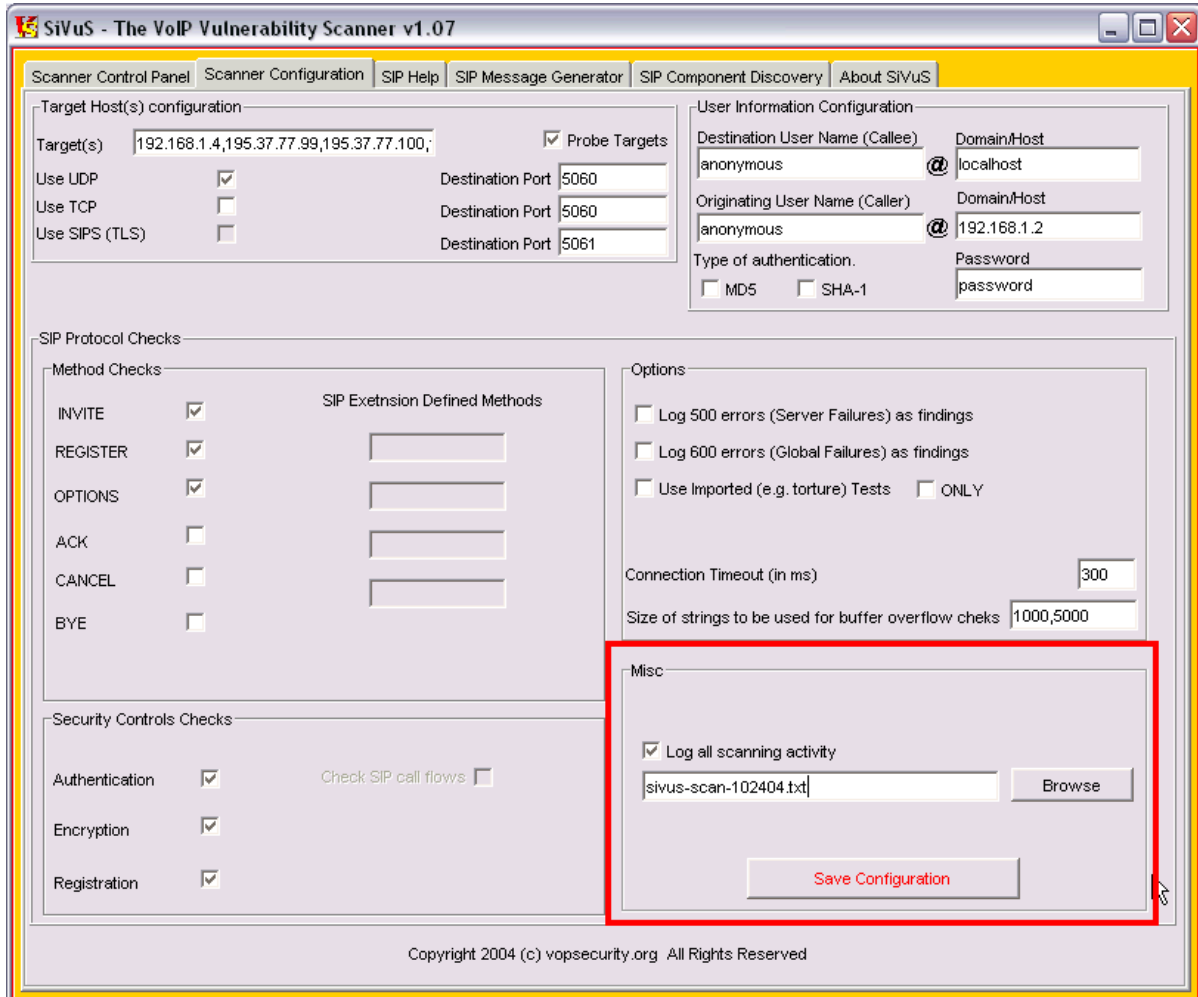 SiVuS - The VoIP Vulnerability Scanner v1.07
Scanner Control Panel
Scanner Configuration
SIP Help
SIP Message Generator
SIP Component Discovery
About SiVuS
Target Host(s) configuration
Target(s)
192.168.1.4,195.37.77.99,195.37.77.100,
Probe Targets
Use UDP
Destination Port
5060
Use TCP
Destination Port
5060
Use SIPS (TLS)
Destination Port
5061
User Information Configuration
Destination User Name (Callee)
Domain/Host
anonymous
@
localhost
Originating User Name (Caller)
Domain/Host
anonymous
@
192.168.1.2
Type of authentication.
Password
MD5
SHA-1
password
SIP Protocol Checks
Method Checks
SIP Exetnsion Defined Methods
INVITE
REGISTER
OPTIONS
ACK
CANCEL
BYE
Options
Log 500 errors (Server Failures) as findings
Log 600 errors (Global Failures) as findings
Use Imported (e.g. torture) Tests
ONLY
Connection Timeout (in ms)
300
Size of strings to be used for buffer overflow cheks
1000,5000
Security Controls Checks
Authentication
Check SIP call flows
Encryption
Registration
Misc
Log all scanning activity
sivus-scan-102404.txt
Browse
Save Configuration
Copyright 2004 (c) vopsecurity.org All Rights Reserved